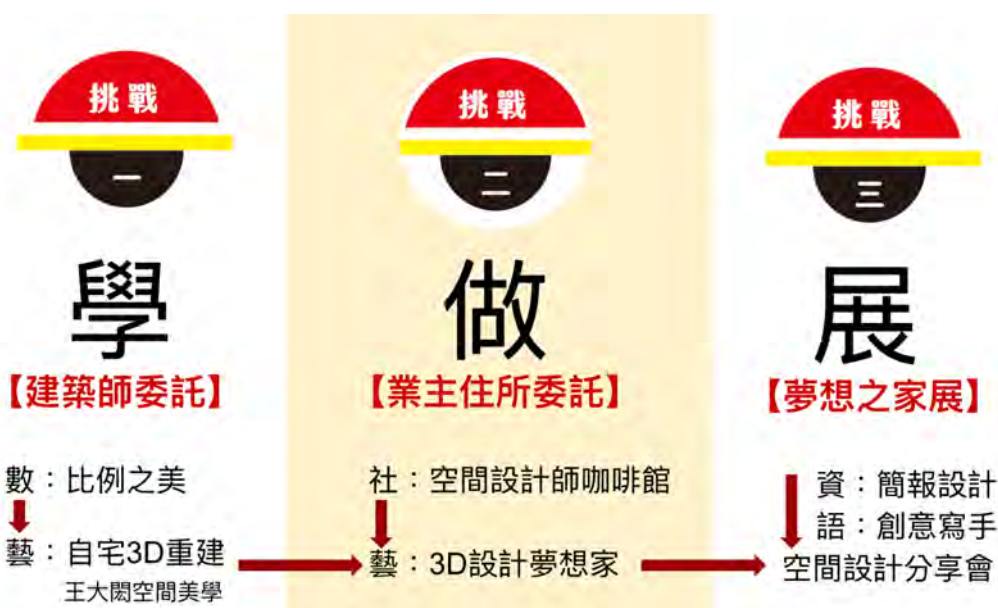 挑戰
一
學
【建築師委託】
數：比例之美
藝：自宅3D重建
王大閎空間美學
挑戰
二
做
【業主住所委託】
社：空間設計師咖啡館
藝：3D設計夢想家
挑戰
三
展
【夢想之家展】
資：簡報設計
語：創意寫手
空間設計分享會